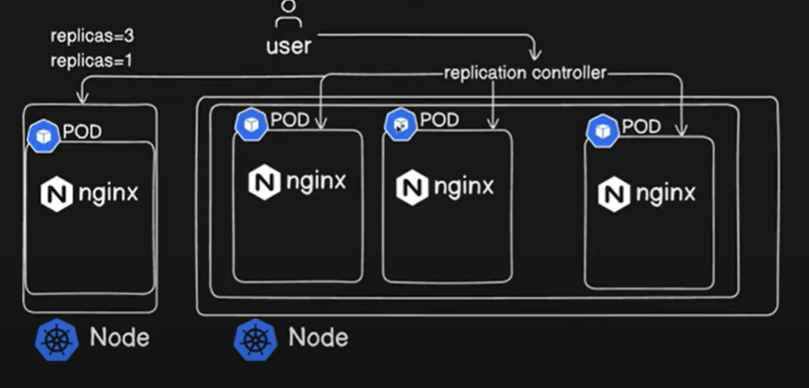 replicas=3
replicas=1
user
replication controller
POD
nginx
POD
nginx
POD
nginx
POD
nginx
Node
Node